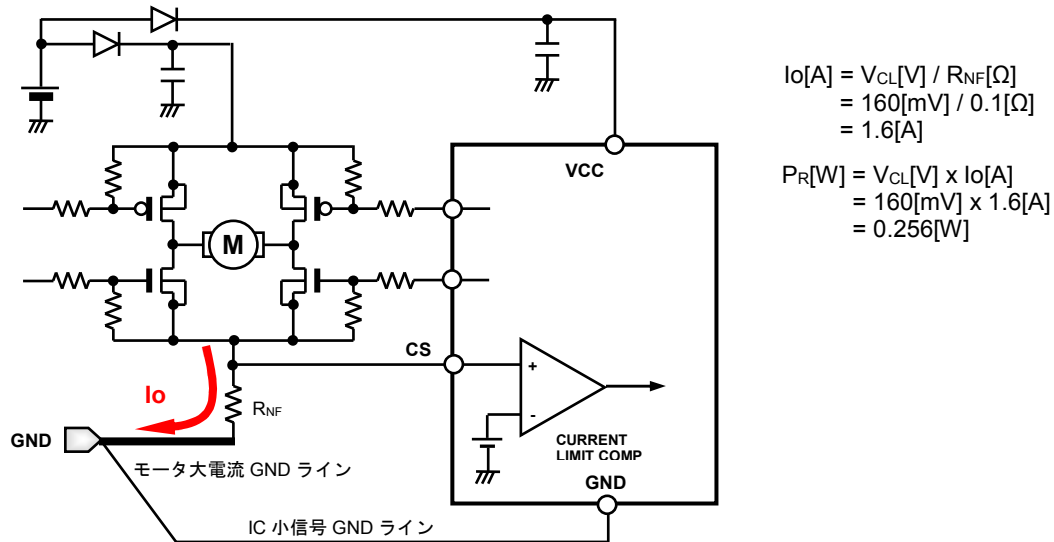 Io[A] = VCL[V] / RNF[Ω]
= 160[mV] / 0.1[Ω]
= 1.6[A]
PR[W] = VCL[V] x Io[A]
= 160[mV] x 1.6[A]
= 0.256[W]
VCC
M
CS
+
-
Io
RNF
CURRENT
LIMIT COMP
GND
GND
モータ大電流 GND ライン
IC 小信号 GND ライン